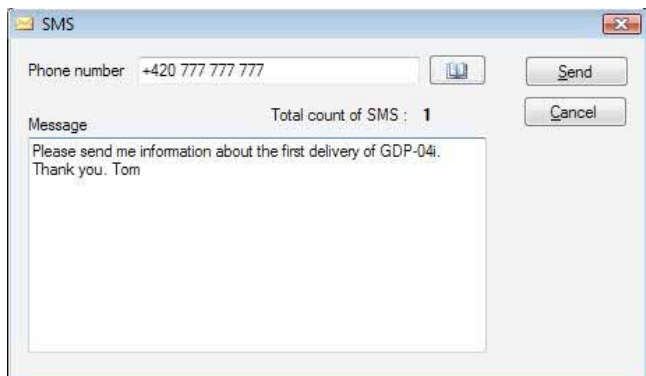 SMS
Phone number +420 777 777 777
Send
Total count of SMS : 1
Cancel
Message
Please send me information about the first delivery of GDP-04i.
Thank you. Tom